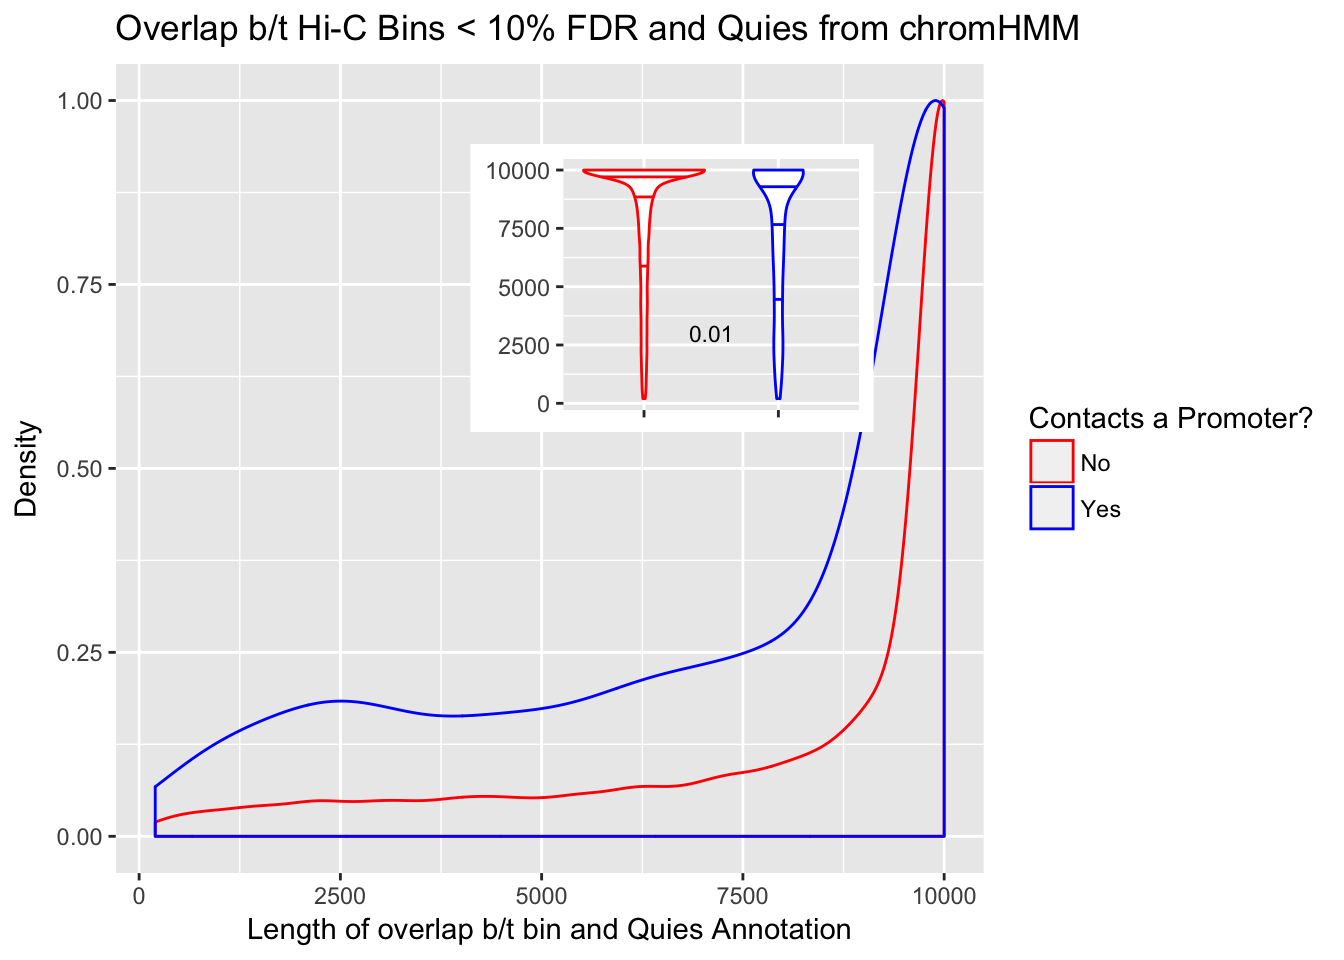 Overlap b/t Hi-C Bins < 10% FDR and Quies from chromHMM
1.00
0.75
0.50
0.25
0.00
Density
10000
7500
5000
2500
0
0.01
0
2500
5000
7500
10000
Length of overlap b/t bin and Quies Annotation
Contacts a Promoter?
No
Yes